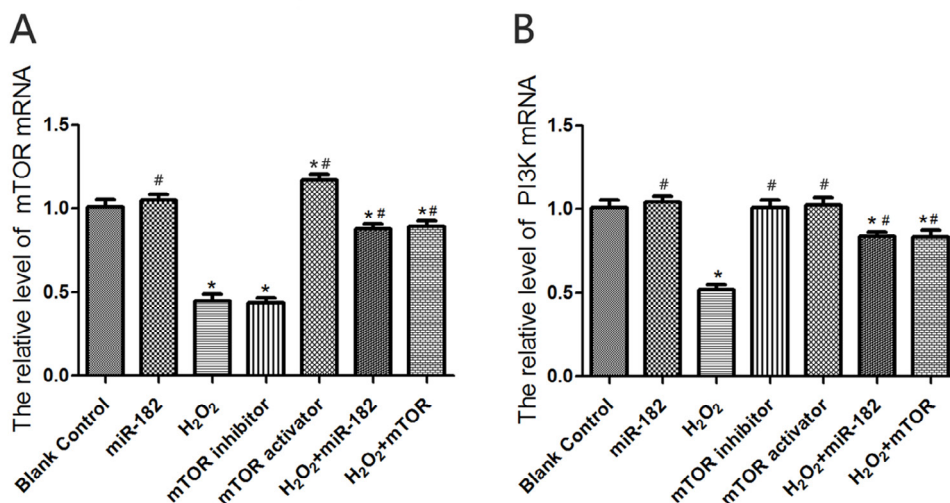 A
The relative level of mTOR mRNA
1.5
1.0
0.5
0.0
#
*
*
*#
*#
*#
Blank Control
miR-182
H₂O₂
mTOR inhibitor
mTOR activator
H₂O₂+miR-182
H₂O₂+mTOR
B
The relative level of PI3K mRNA
1.5
1.0
0.5
0.0
#
*
#
#
*#
*#
Blank Control
miR-182
H₂O₂
mTOR inhibitor
mTOR activator
H₂O₂+miR-182
H₂O₂+mTOR